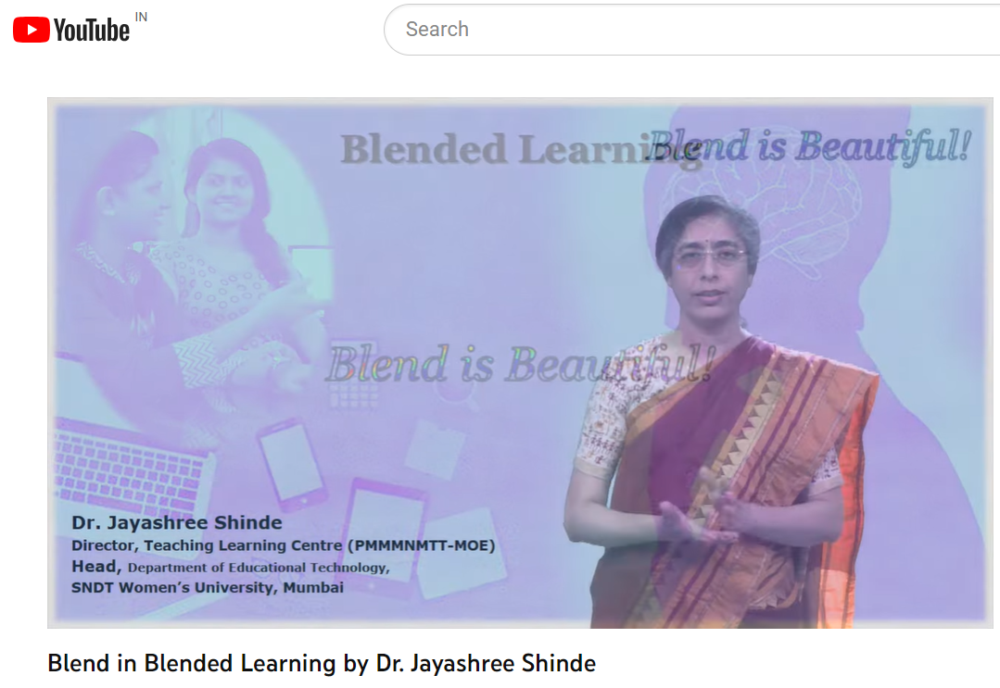 YouTube IN
Search
Blended Learning
Blend is Beautiful!
Blend is Beautiful!
Dr. Jayashree Shinde
Director, Teaching Learning Centre (PMMMNMTT-MOE)
Head, Department of Educational Technology,
SNDT Women’s University, Mumbai
Blend in Blended Learning by Dr. Jayashree Shinde